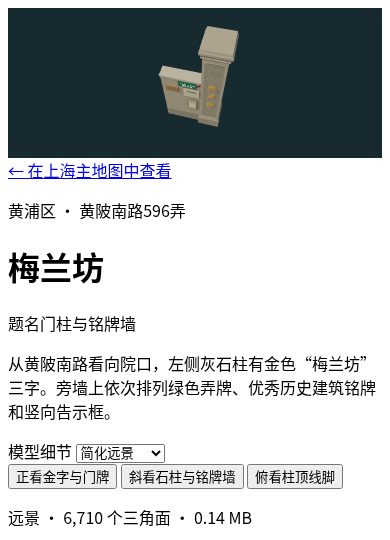 ← 在上海主地图中查看
黄浦区 · 黄陂南路596弄
梅兰坊
题名门柱与铭牌墙
从黄陂南路看向院口，左侧灰石柱有金色“梅兰坊”
三字。旁墙上依次排列绿色弄牌、优秀历史建筑铭牌
和竖向告示框。
模型细节 简化远景
正看金字与门牌 斜看石柱与铭牌墙 俯看柱顶线脚
远景 · 6,710 个三角面 · 0.14 MB